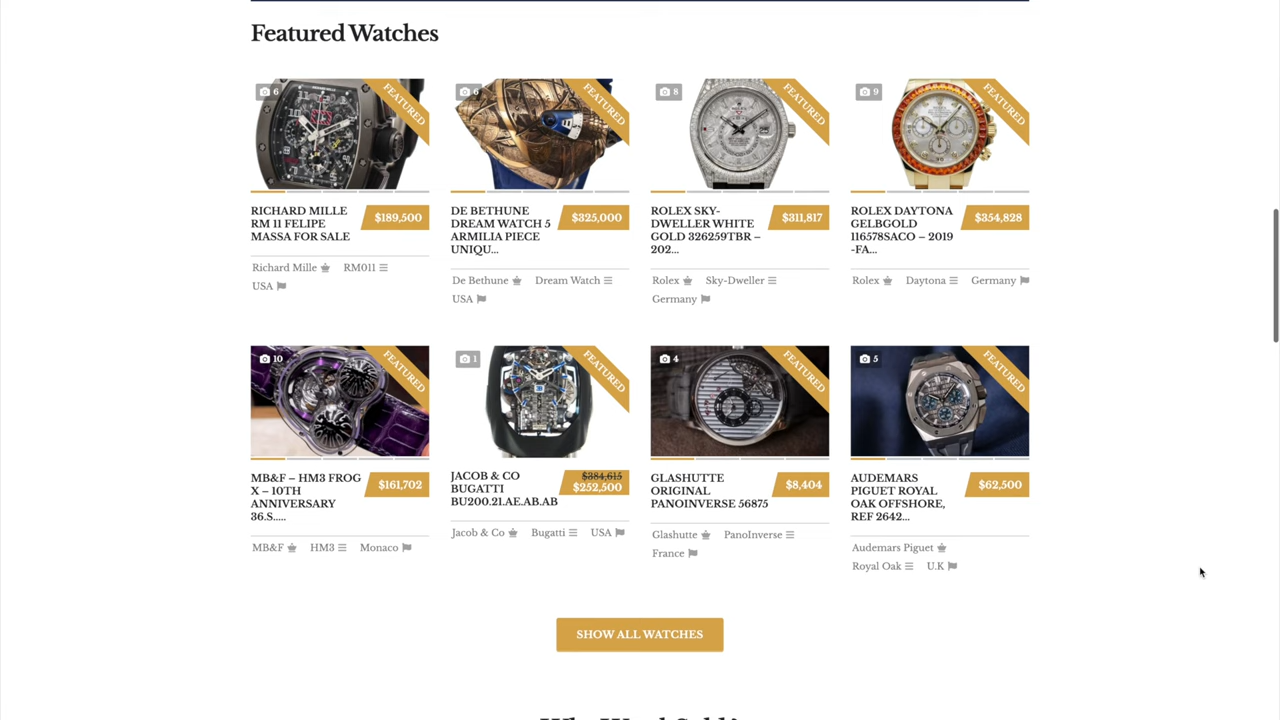 Featured Watches
6
FEATURED
6
FEATURED
8
FEATURED
9
FEATURED
RICHARD MILLE
RM 11 FELIPE
MASSA FOR SALE
$189,500
Richard Mille
RM011
USA
DE BETHUNE
DREAM WATCH 5
ARMILIA PIECE
UNIQU...
$325,000
De Bethune
Dream Watch
USA
ROLEX SKY-
DWELLER WHITE
GOLD 326259TBR –
202...
$311,817
Rolex
Sky-Dweller
Germany
ROLEX DAYTONA
GELBGOLD
116578SACO – 2019
-FA...
$354,828
Rolex
Daytona
Germany
10
FEATURED
1
FEATURED
4
FEATURED
5
FEATURED
MB&F – HM3 FROG
X – 10TH
ANNIVERSARY
36.S.....
$161,702
MB&F
HM3
Monaco
JACOB & CO
BUGATTI
BU200.21.AE.AB.AB
$384,615
$252,500
Jacob & Co
Bugatti
USA
GLASHUTTE
ORIGINAL
PANOINVERSE 56875
$8,404
Glashutte
PanoInverse
France
AUDEMARS
PIGUET ROYAL
OAK OFFSHORE,
REF 2642...
$62,500
Audemars Piguet
Royal Oak
U.K
SHOW ALL WATCHES